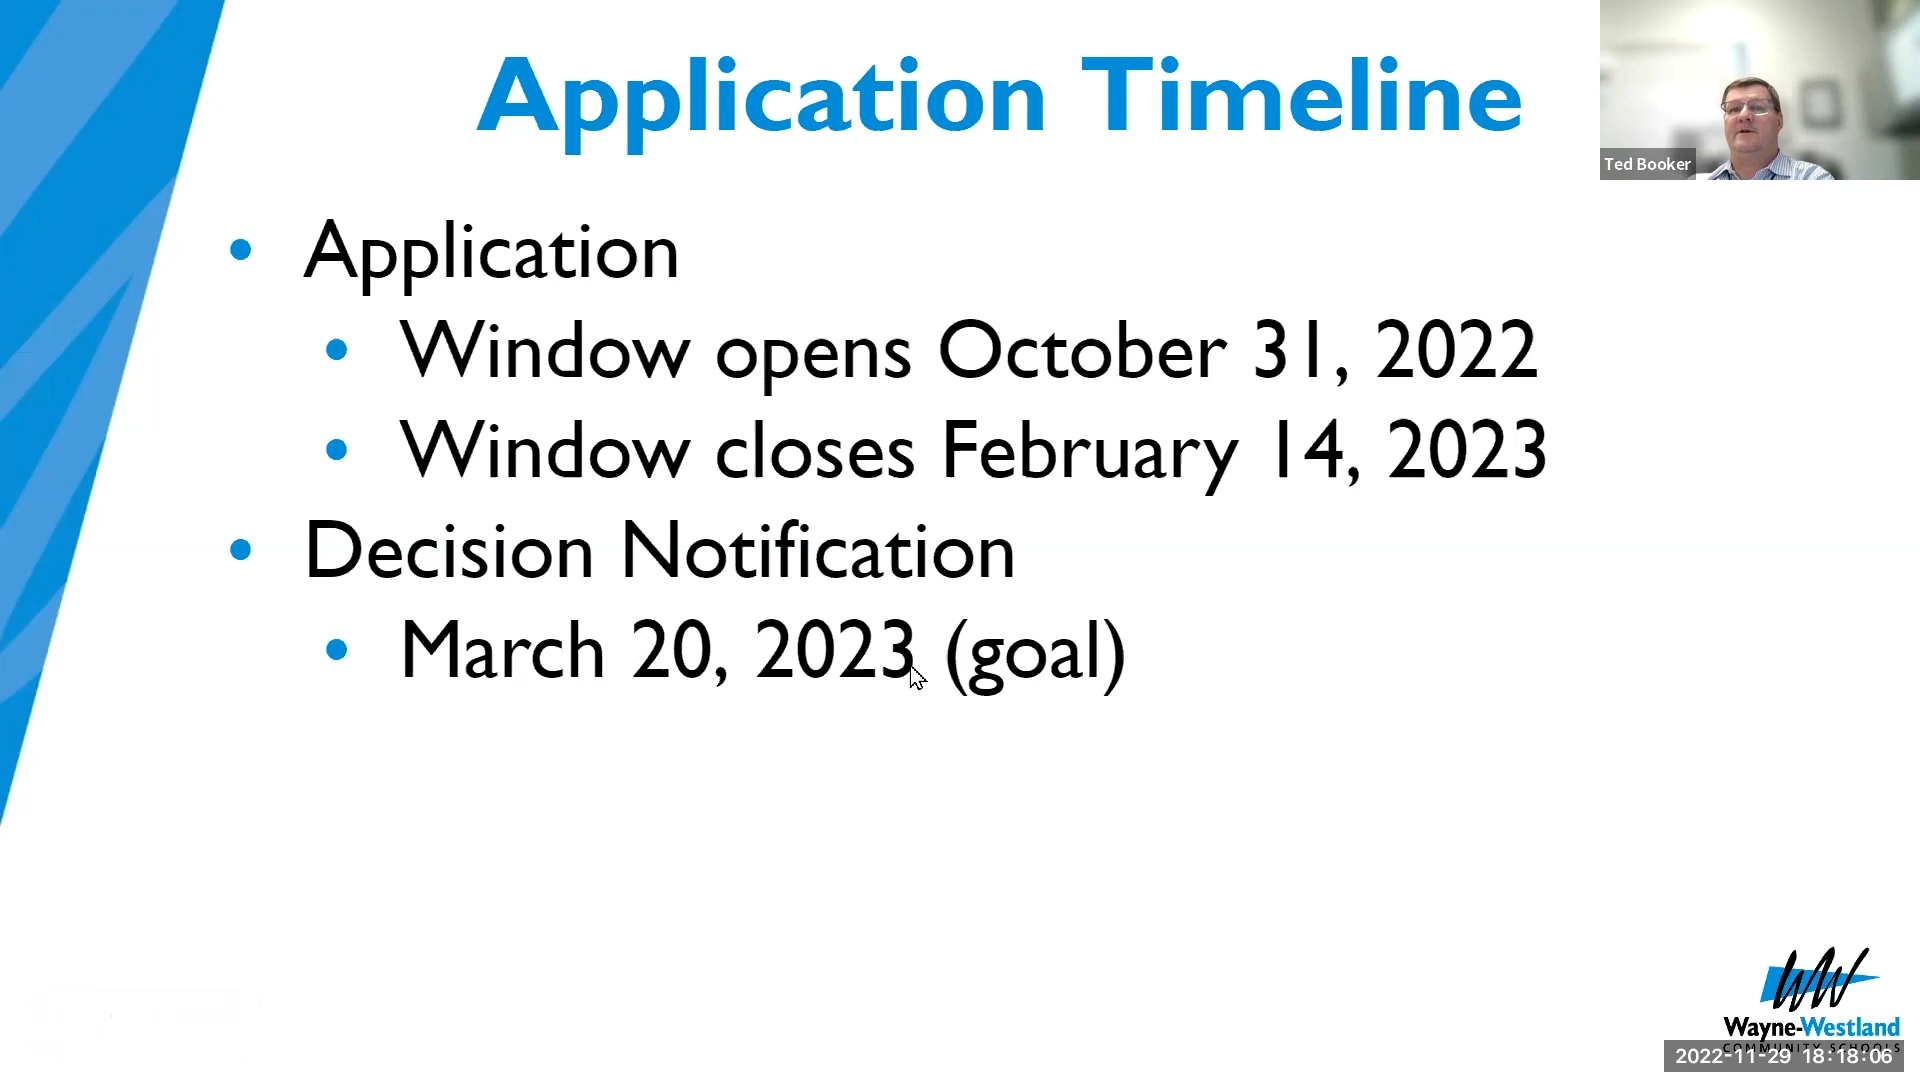 Application Timeline
Ted Booker
• Application
• Window opens October 31, 2022
• Window closes February 14, 2023
• Decision Notification
• March 20, 2023 (goal)
WW
Wayne-Westland
COMMUNITY SCHOOLS
2022-11-29 18:18:06